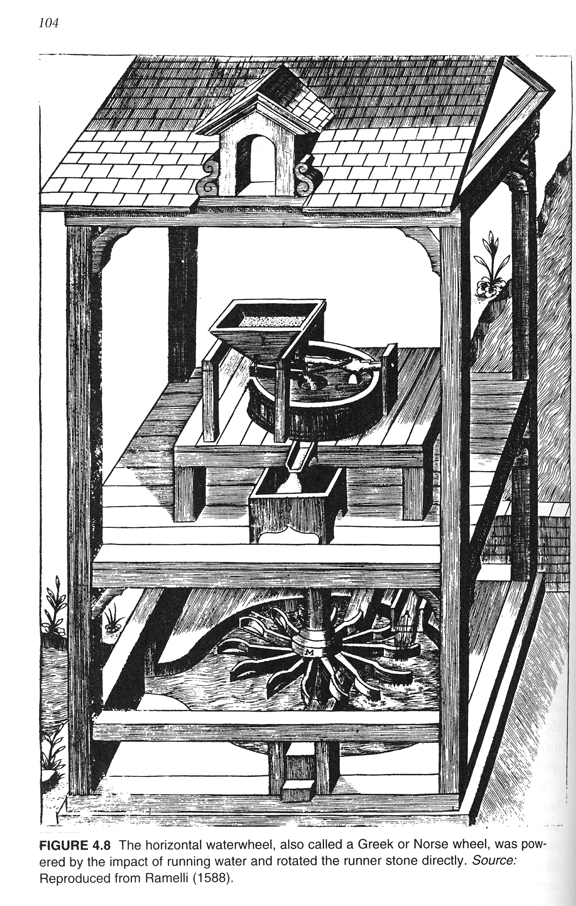 104
M
FIGURE 4.8 The horizontal waterwheel, also called a Greek or Norse wheel, was pow-
ered by the impact of running water and rotated the runner stone directly. Source:
Reproduced from Ramelli (1588).